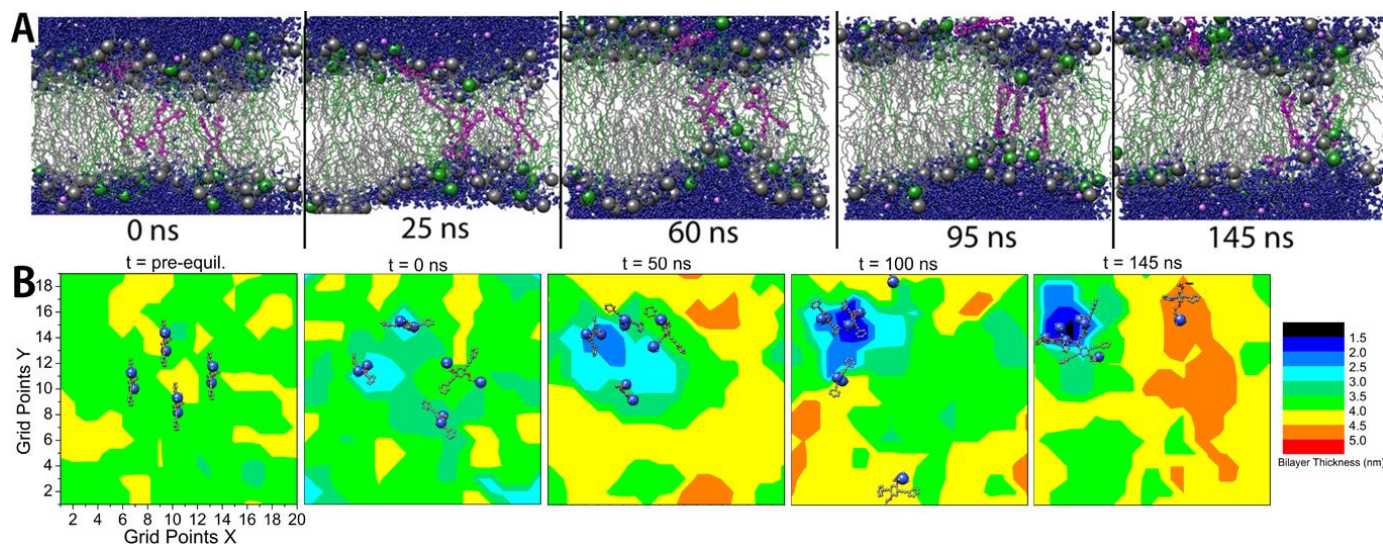 A
0 ns
25 ns
60 ns
95 ns
145 ns
B
t = pre-equil.
t = 0 ns
t = 50 ns
t = 100 ns
t = 145 ns
18
16
14
12
10
8
6
4
2
Grid Points Y
2 4 6 8 10 12 14 16 18 20
Grid Points X
1.5
2.0
2.5
3.0
3.5
4.0
4.5
5.0
Bilayer Thickness (nm)